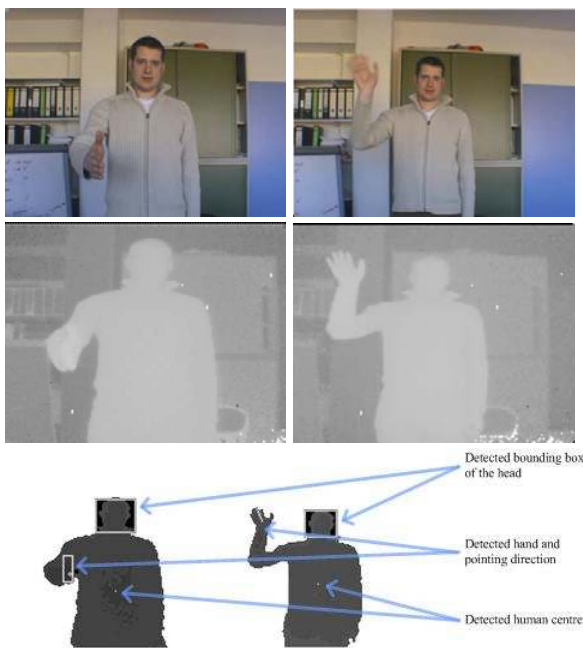 Detected bounding box
of the head
Detected hand and
pointing direction
Detected human centre